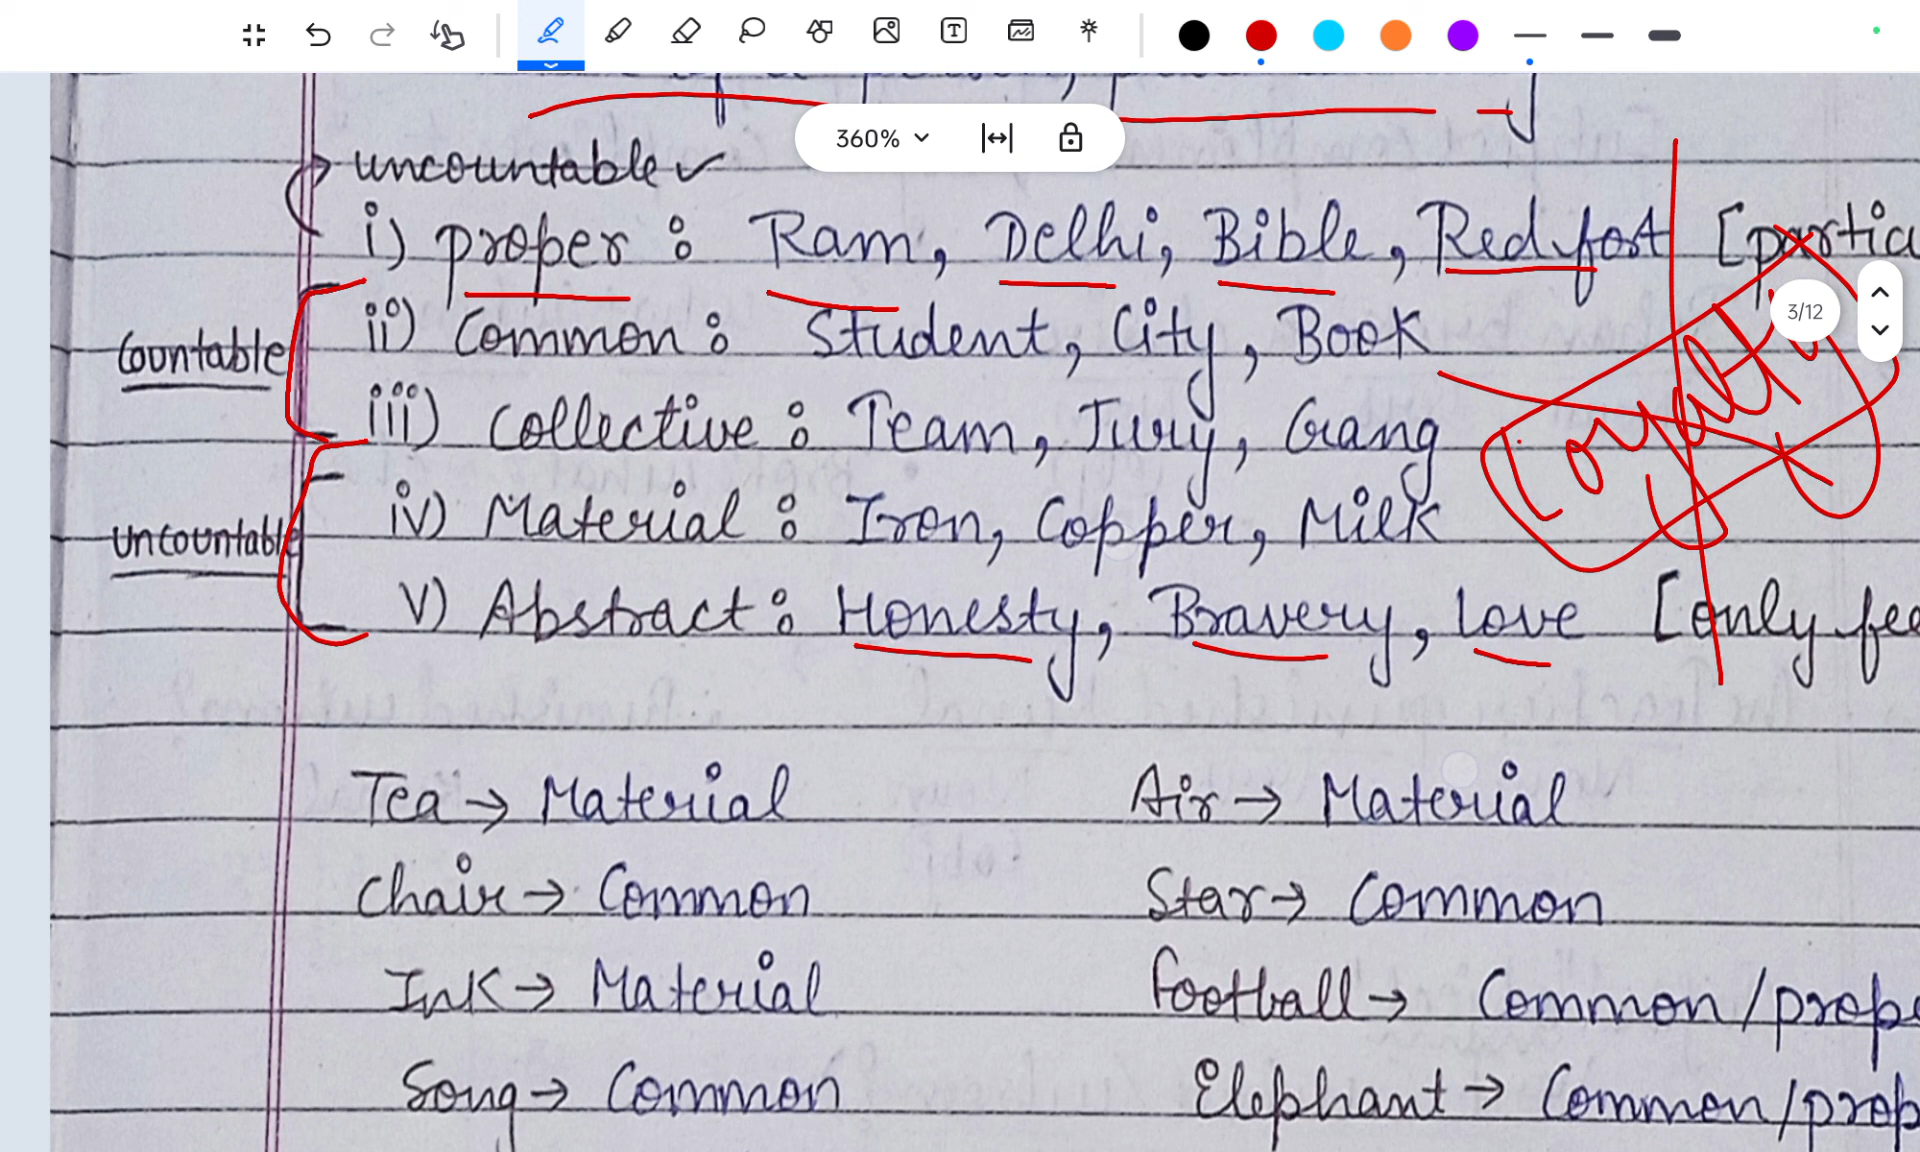 360%
uncountable ✓
i) proper : Ram, Delhi, Bible, Redfort [partic
3/12
Countable
ii) Common : Student, City, Book
iii) Collective : Team, Jury, Gang
uncountable
iv) Material : Iron, Copper, Milk
v) Abstract : Honesty, Bravery, Love [only fee
Tea → Material
Air → Material
Chair → Common
Star → Common
Ink → Material
Football → Common/prope
Song → Common
Elephant → Common/prop